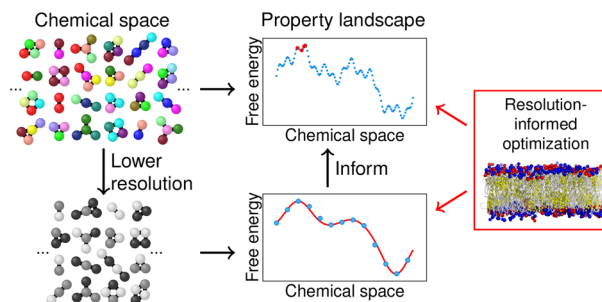 Chemical space
Property landscape
...
...
Free energy
Chemical space
Resolution-
informed
optimization
Lower
resolution
Inform
...
...
Free energy
Chemical space